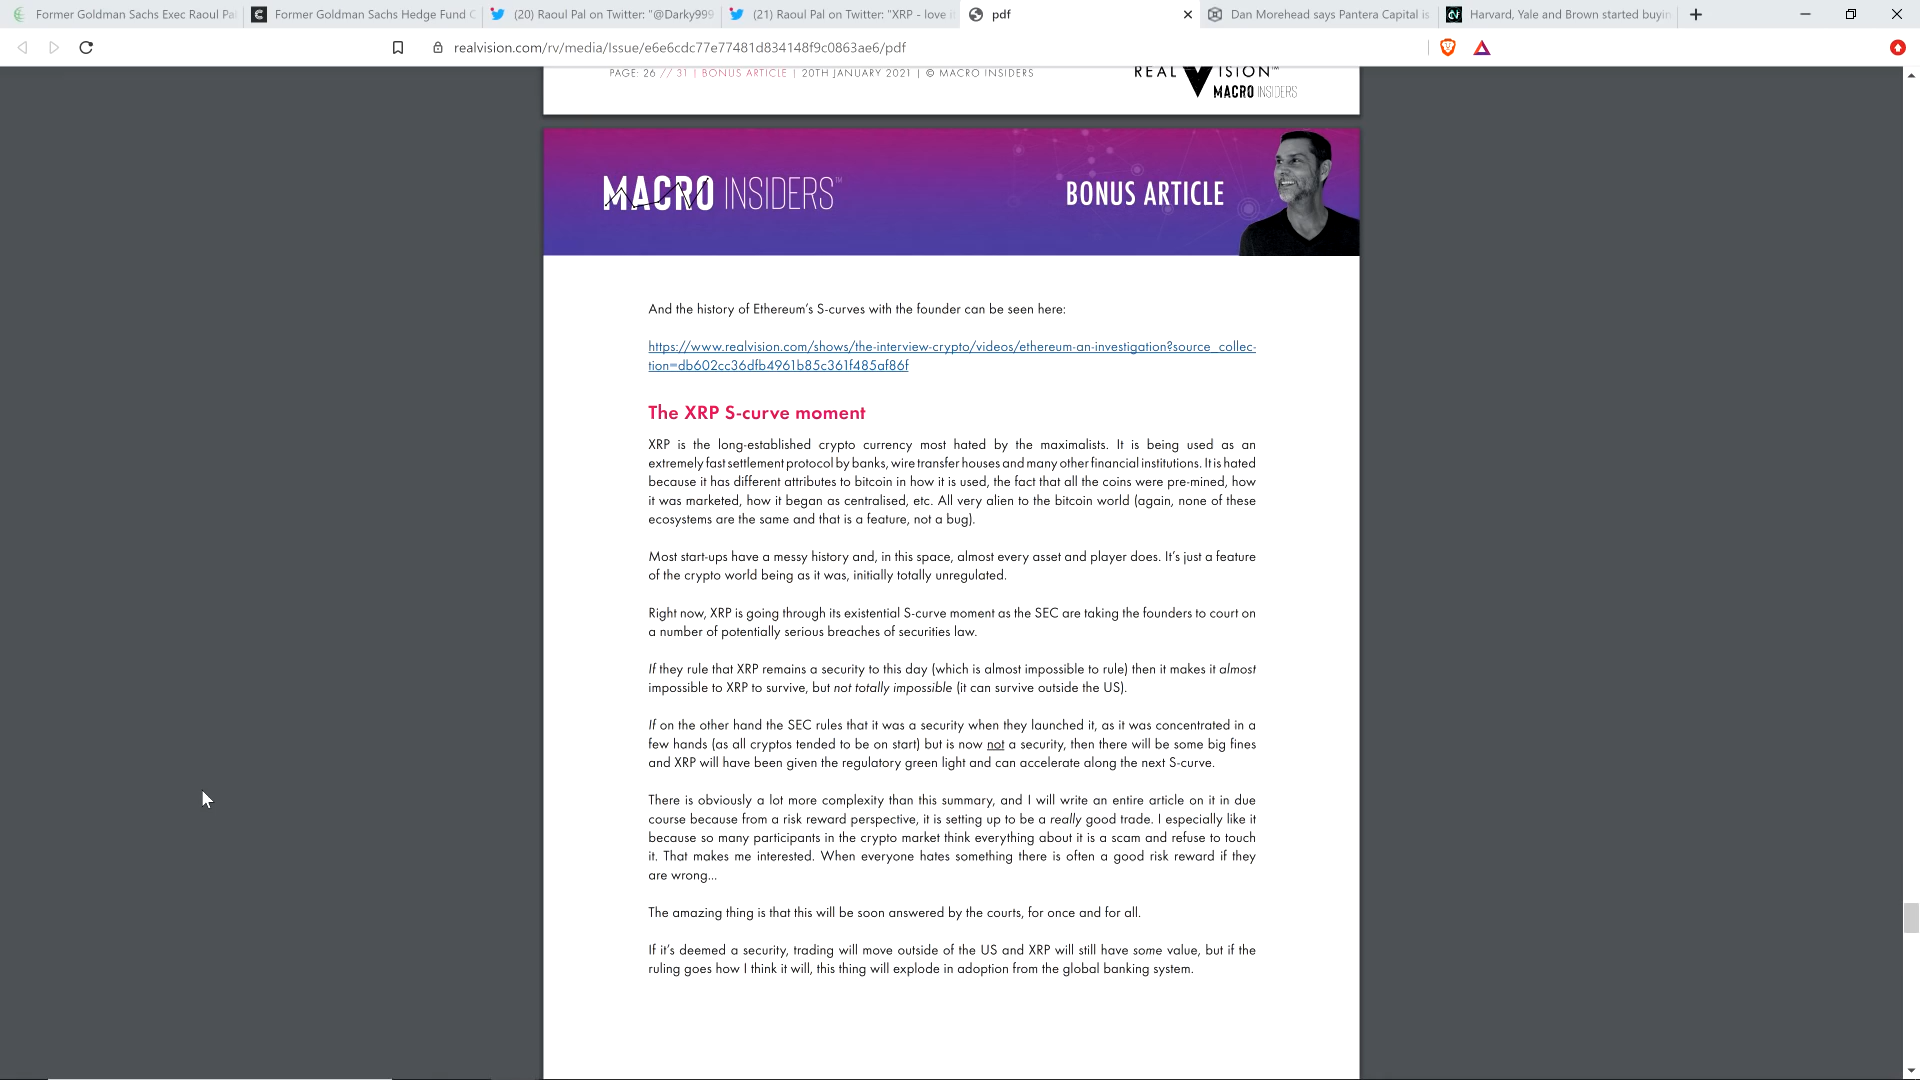 Former Goldman Sachs Exec Raoul Pa
Former Goldman Sachs Hedge Fund C
(20) Raoul Pal on Twitter: "@Darky999
(21) Raoul Pal on Twitter: "XRP - love i
pdf
Dan Morehead says Pantera Capital is
Harvard, Yale and Brown started buyin
realvision.com/rv/media/Issue/e6e6cdc77e77481d834148f9c0863ae6/pdf
PAGE: 26 // 31 | BONUS ARTICLE | 20TH JANUARY 2021 | © MACRO INSIDERS
REAL VISION™
MACRO INSIDERS
MACRO INSIDERS™
BONUS ARTICLE
And the history of Ethereum's S-curves with the founder can be seen here:
https://www.realvision.com/shows/the-interview-crypto/videos/ethereum-an-investigation?source_collec-
tion=db602cc36dfb4961b85c361f485af86f
The XRP S-curve moment
XRP is the long-established crypto currency most hated by the maximalists. It is being used as an
extremely fast settlement protocol by banks, wire transfer houses and many other financial institutions. It is hated
because it has different attributes to bitcoin in how it is used, the fact that all the coins were pre-mined, how
it was marketed, how it began as centralised, etc. All very alien to the bitcoin world (again, none of these
ecosystems are the same and that is a feature, not a bug).
Most start-ups have a messy history and, in this space, almost every asset and player does. It's just a feature
of the crypto world being as it was, initially totally unregulated.
Right now, XRP is going through its existential S-curve moment as the SEC are taking the founders to court on
a number of potentially serious breaches of securities law.
If they rule that XRP remains a security to this day (which is almost impossible to rule) then it makes it almost
impossible to XRP to survive, but not totally impossible (it can survive outside the US).
If on the other hand the SEC rules that it was a security when they launched it, as it was concentrated in a
few hands (as all cryptos tended to be on start) but is now not a security, then there will be some big fines
and XRP will have been given the regulatory green light and can accelerate along the next S-curve.
There is obviously a lot more complexity than this summary, and I will write an entire article on it in due
course because from a risk reward perspective, it is setting up to be a really good trade. I especially like it
because so many participants in the crypto market think everything about it is a scam and refuse to touch
it. That makes me interested. When everyone hates something there is often a good risk reward if they
are wrong...
The amazing thing is that this will be soon answered by the courts, for once and for all.
If it's deemed a security, trading will move outside of the US and XRP will still have some value, but if the
ruling goes how I think it will, this thing will explode in adoption from the global banking system.